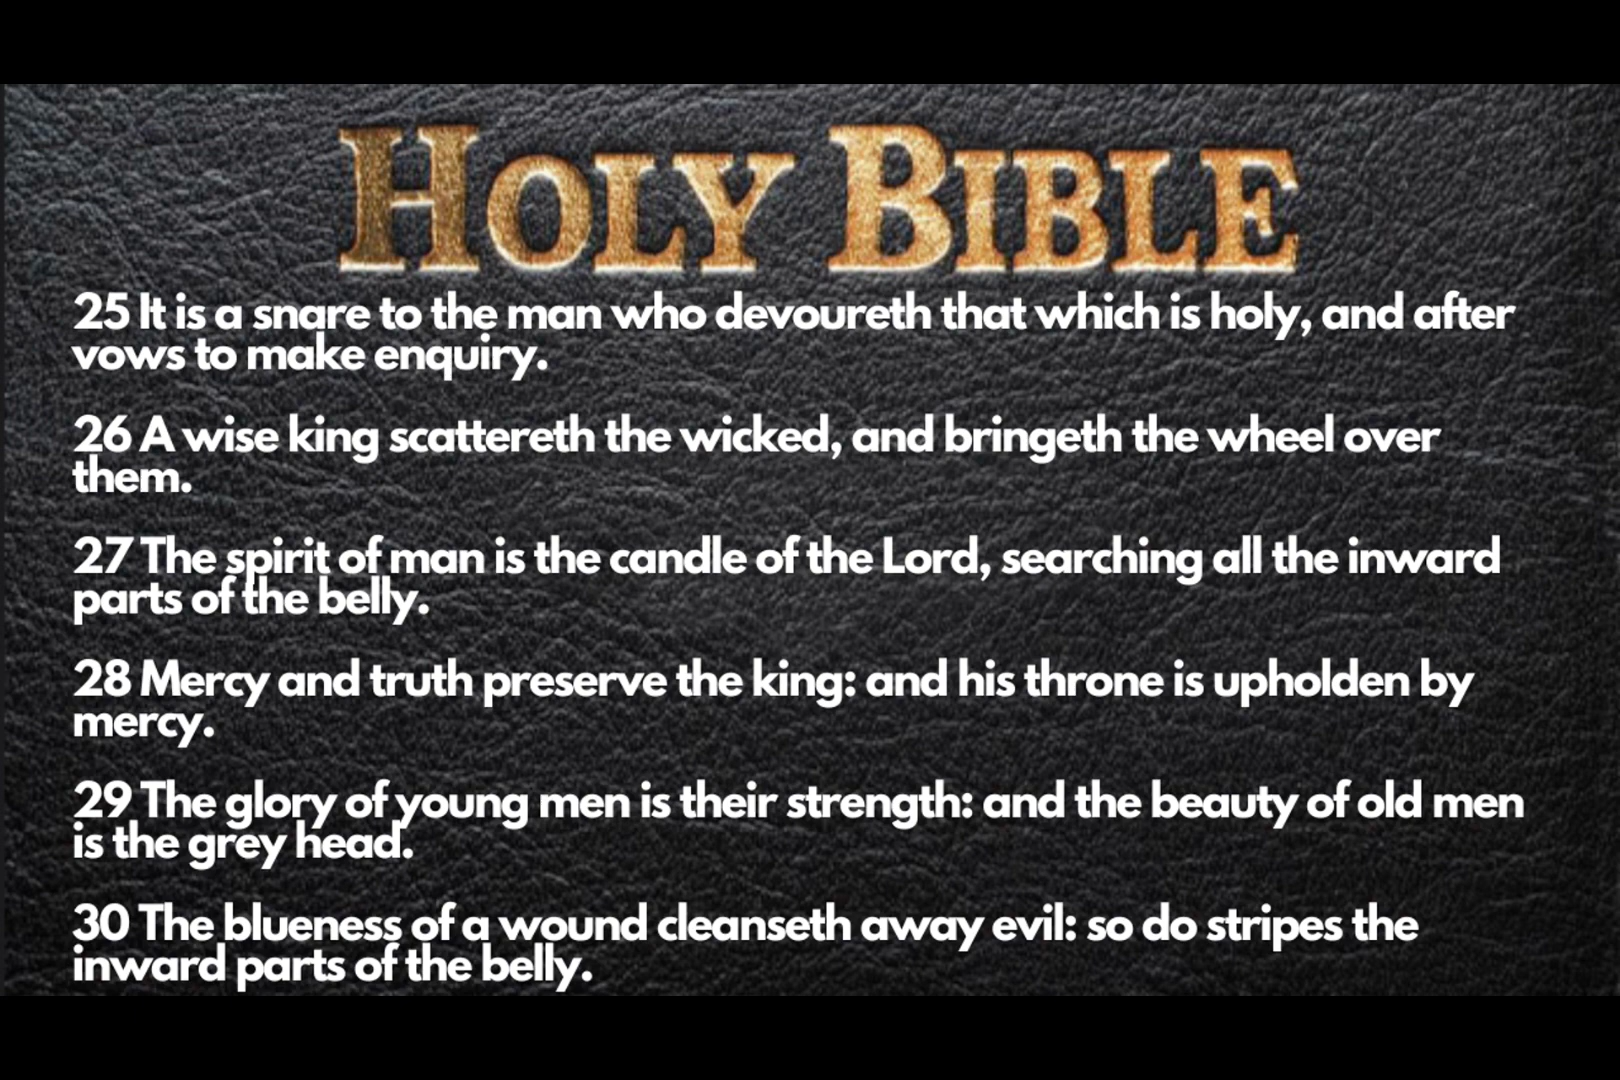 HOLY BIBLE
25 It is a snare to the man who devoureth that which is holy, and after
vows to make enquiry.
26 A wise king scattereth the wicked, and bringeth the wheel over
them.
27 The spirit of man is the candle of the Lord, searching all the inward
parts of the belly.
28 Mercy and truth preserve the king: and his throne is upholden by
mercy.
29 The glory of young men is their strength: and the beauty of old men
is the grey head.
30 The blueness of a wound cleanseth away evil: so do stripes the
inward parts of the belly.